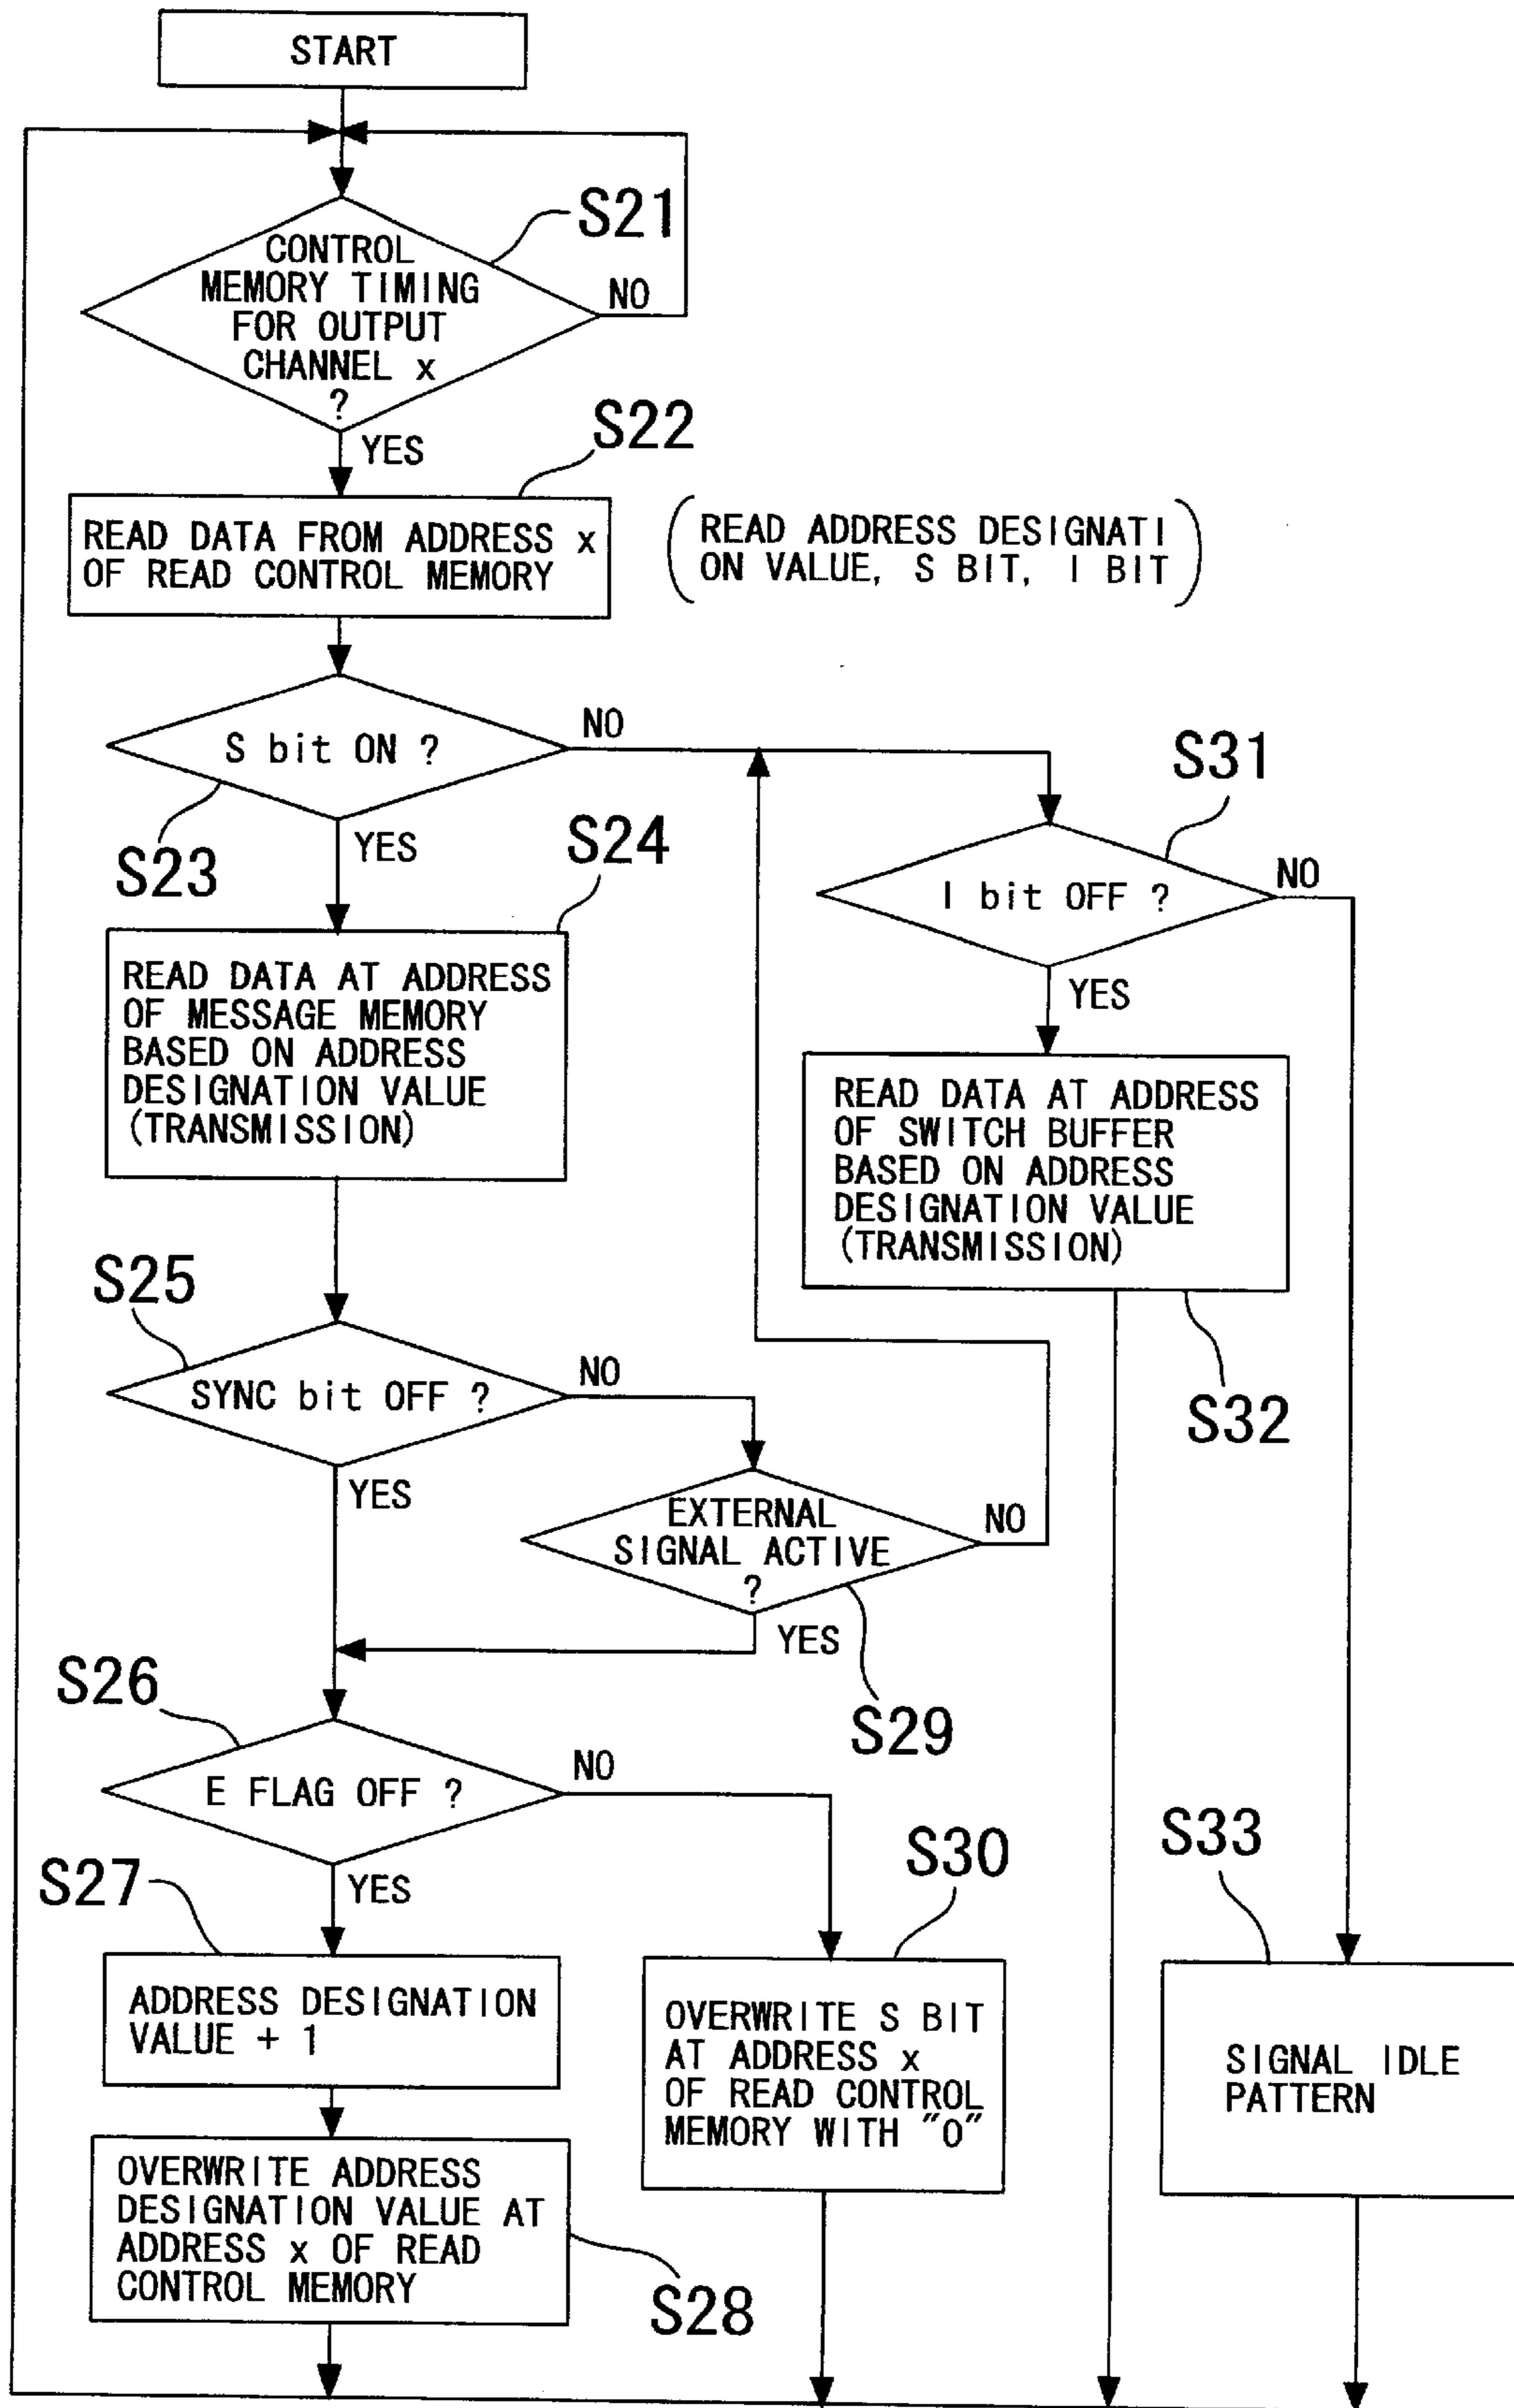 START
S21
CONTROL
MEMORY TIMING
FOR OUTPUT
CHANNEL x
?
NO
YES
S22
READ DATA FROM ADDRESS x
OF READ CONTROL MEMORY
(READ ADDRESS DESIGNATI
ON VALUE, S BIT, I BIT)
S bit ON ?
NO
YES
S23
S24
S31
I bit OFF ?
NO
YES
READ DATA AT ADDRESS
OF MESSAGE MEMORY
BASED ON ADDRESS
DESIGNATION VALUE
(TRANSMISSION)
READ DATA AT ADDRESS
OF SWITCH BUFFER
BASED ON ADDRESS
DESIGNATION VALUE
(TRANSMISSION)
S32
S25
SYNC bit OFF ?
NO
YES
EXTERNAL
SIGNAL ACTIVE
?
NO
YES
S29
S26
E FLAG OFF ?
NO
YES
S27
S30
S33
ADDRESS DESIGNATION
VALUE + 1
OVERWRITE S BIT
AT ADDRESS x
OF READ CONTROL
MEMORY WITH "0"
SIGNAL IDLE
PATTERN
OVERWRITE ADDRESS
DESIGNATION VALUE AT
ADDRESS x OF READ
CONTROL MEMORY
S28